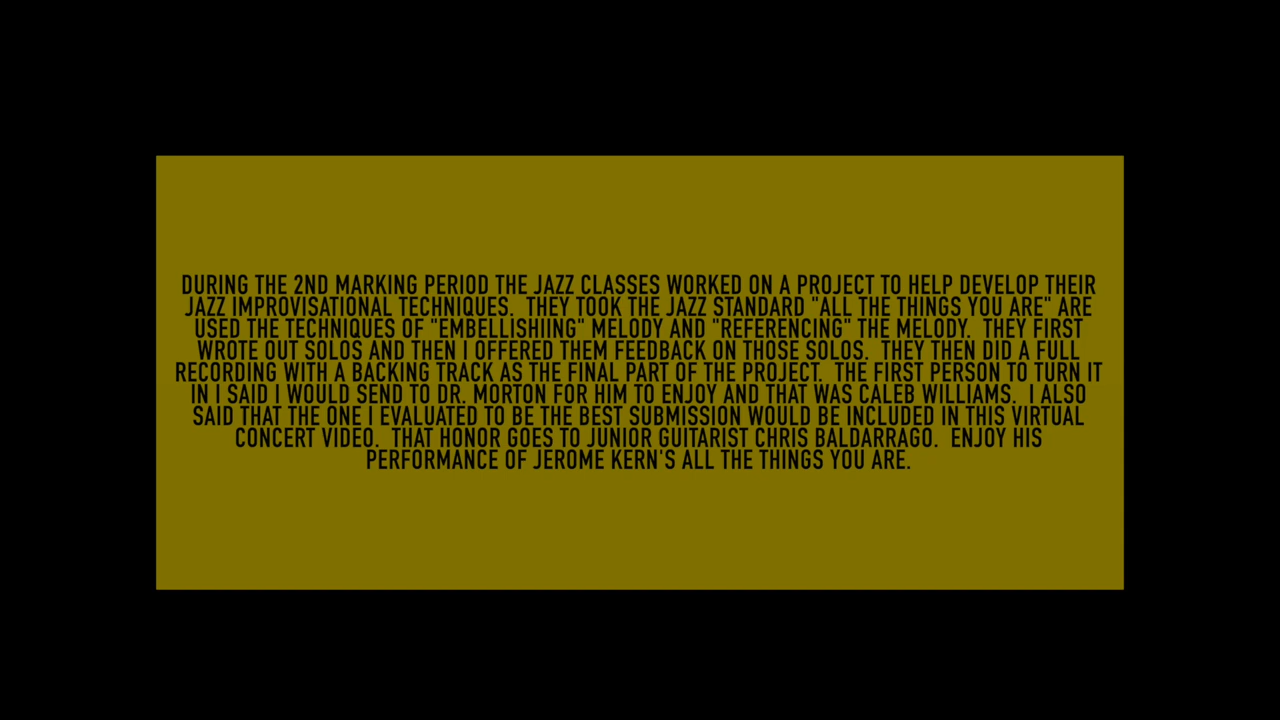 DURING THE 2ND MARKING PERIOD THE JAZZ CLASSES WORKED ON A PROJECT TO HELP DEVELOP THEIR
JAZZ IMPROVISATIONAL TECHNIQUES.  THEY TOOK THE JAZZ STANDARD "ALL THE THINGS YOU ARE" ARE
USED THE TECHNIQUES OF "EMBELLISHIING" MELODY AND "REFERENCING" THE MELODY.  THEY FIRST
WROTE OUT SOLOS AND THEN I OFFERED THEM FEEDBACK ON THOSE SOLOS.  THEY THEN DID A FULL
RECORDING WITH A BACKING TRACK AS THE FINAL PART OF THE PROJECT.  THE FIRST PERSON TO TURN IT
IN I SAID I WOULD SEND TO DR. MORTON FOR HIM TO ENJOY AND THAT WAS CALEB WILLIAMS.  I ALSO
SAID THAT THE ONE I EVALUATED TO BE THE BEST SUBMISSION WOULD BE INCLUDED IN THIS VIRTUAL
CONCERT VIDEO.  THAT HONOR GOES TO JUNIOR GUITARIST CHRIS BALDARRAGO.  ENJOY HIS
PERFORMANCE OF JEROME KERN'S ALL THE THINGS YOU ARE.